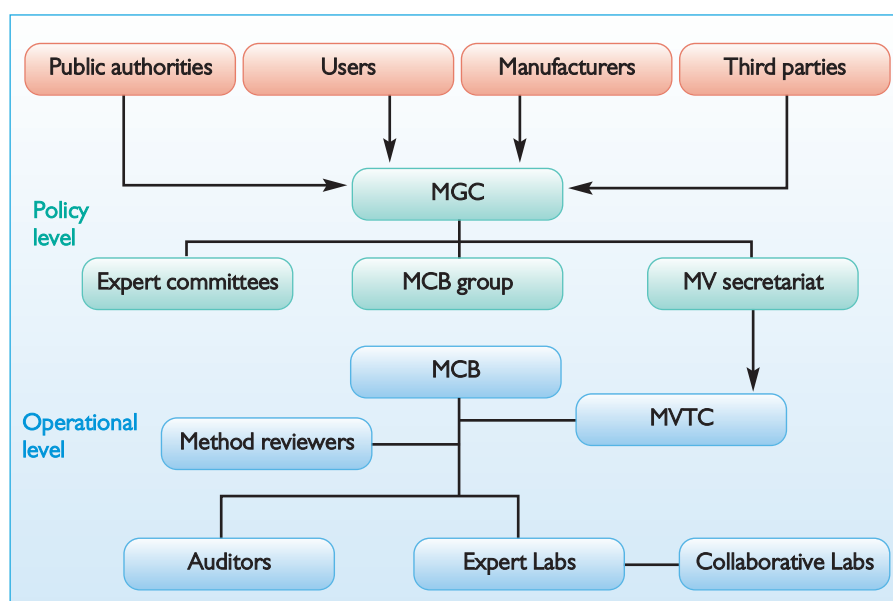 Public authorities
Users
Manufacturers
Third parties
MGC
Policy
level
Expert committees
MCB group
MV secretariat
MCB
MVTC
Operational
level
Method reviewers
Auditors
Expert Labs
Collaborative Labs